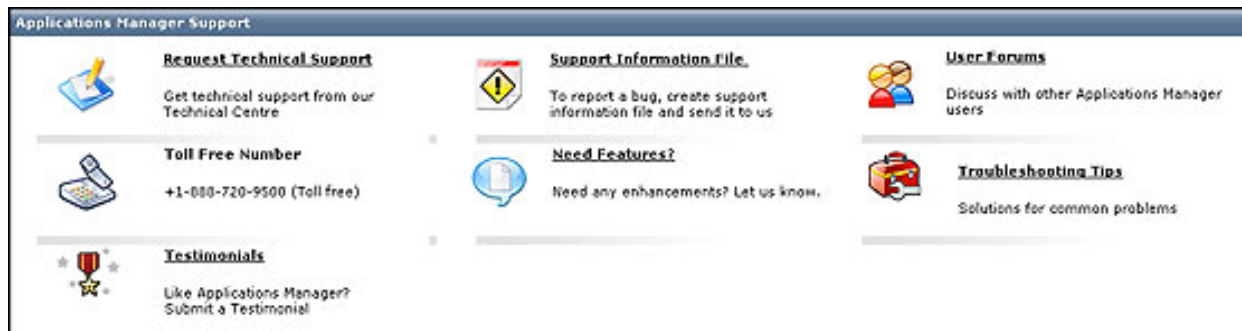 Applications Manager Support
Request Technical Support
Get technical support from our
Technical Centre
Support Information File
To report a bug, create support
information file and send it to us
User Forums
Discuss with other Applications Manager
users
Toll Free Number
+1-888-720-9500 (Toll free)
Need Features?
Need any enhancements? Let us know.
Troubleshooting Tips
Solutions for common problems
Testimonials
Like Applications Manager?
Submit a Testimonial